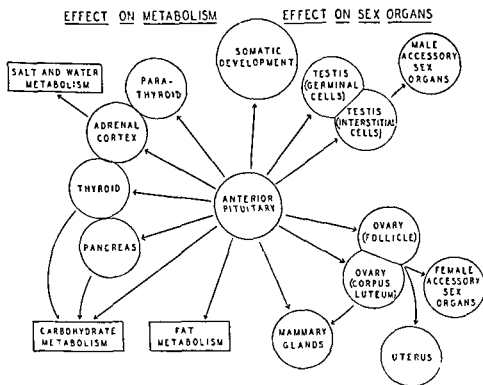 EFFECT ON METABOLISM
EFFECT ON SEX ORGANS
SOMATIC
DEVELOPMENT
MALE
ACCESSORY
SEX
ORGANS
TESTIS
(GERMINAL
CELLS)
TESTIS
(INTERSTITIAL
CELLS)
SALT AND WATER
METABOLISM
PARA-
THYROID
ADRENAL
CORTEX
THYROID
PANCREAS
ANTERIOR
PITUITARY
OVARY
(FOLLICLE)
OVARY
(CORPUS
LUTEUM)
FEMALE
ACCESSORY
SEX
ORGANS
CARBOHYDRATE
METABOLISM
FAT
METABOLISM
MAMMARY
GLANDS
UTERUS